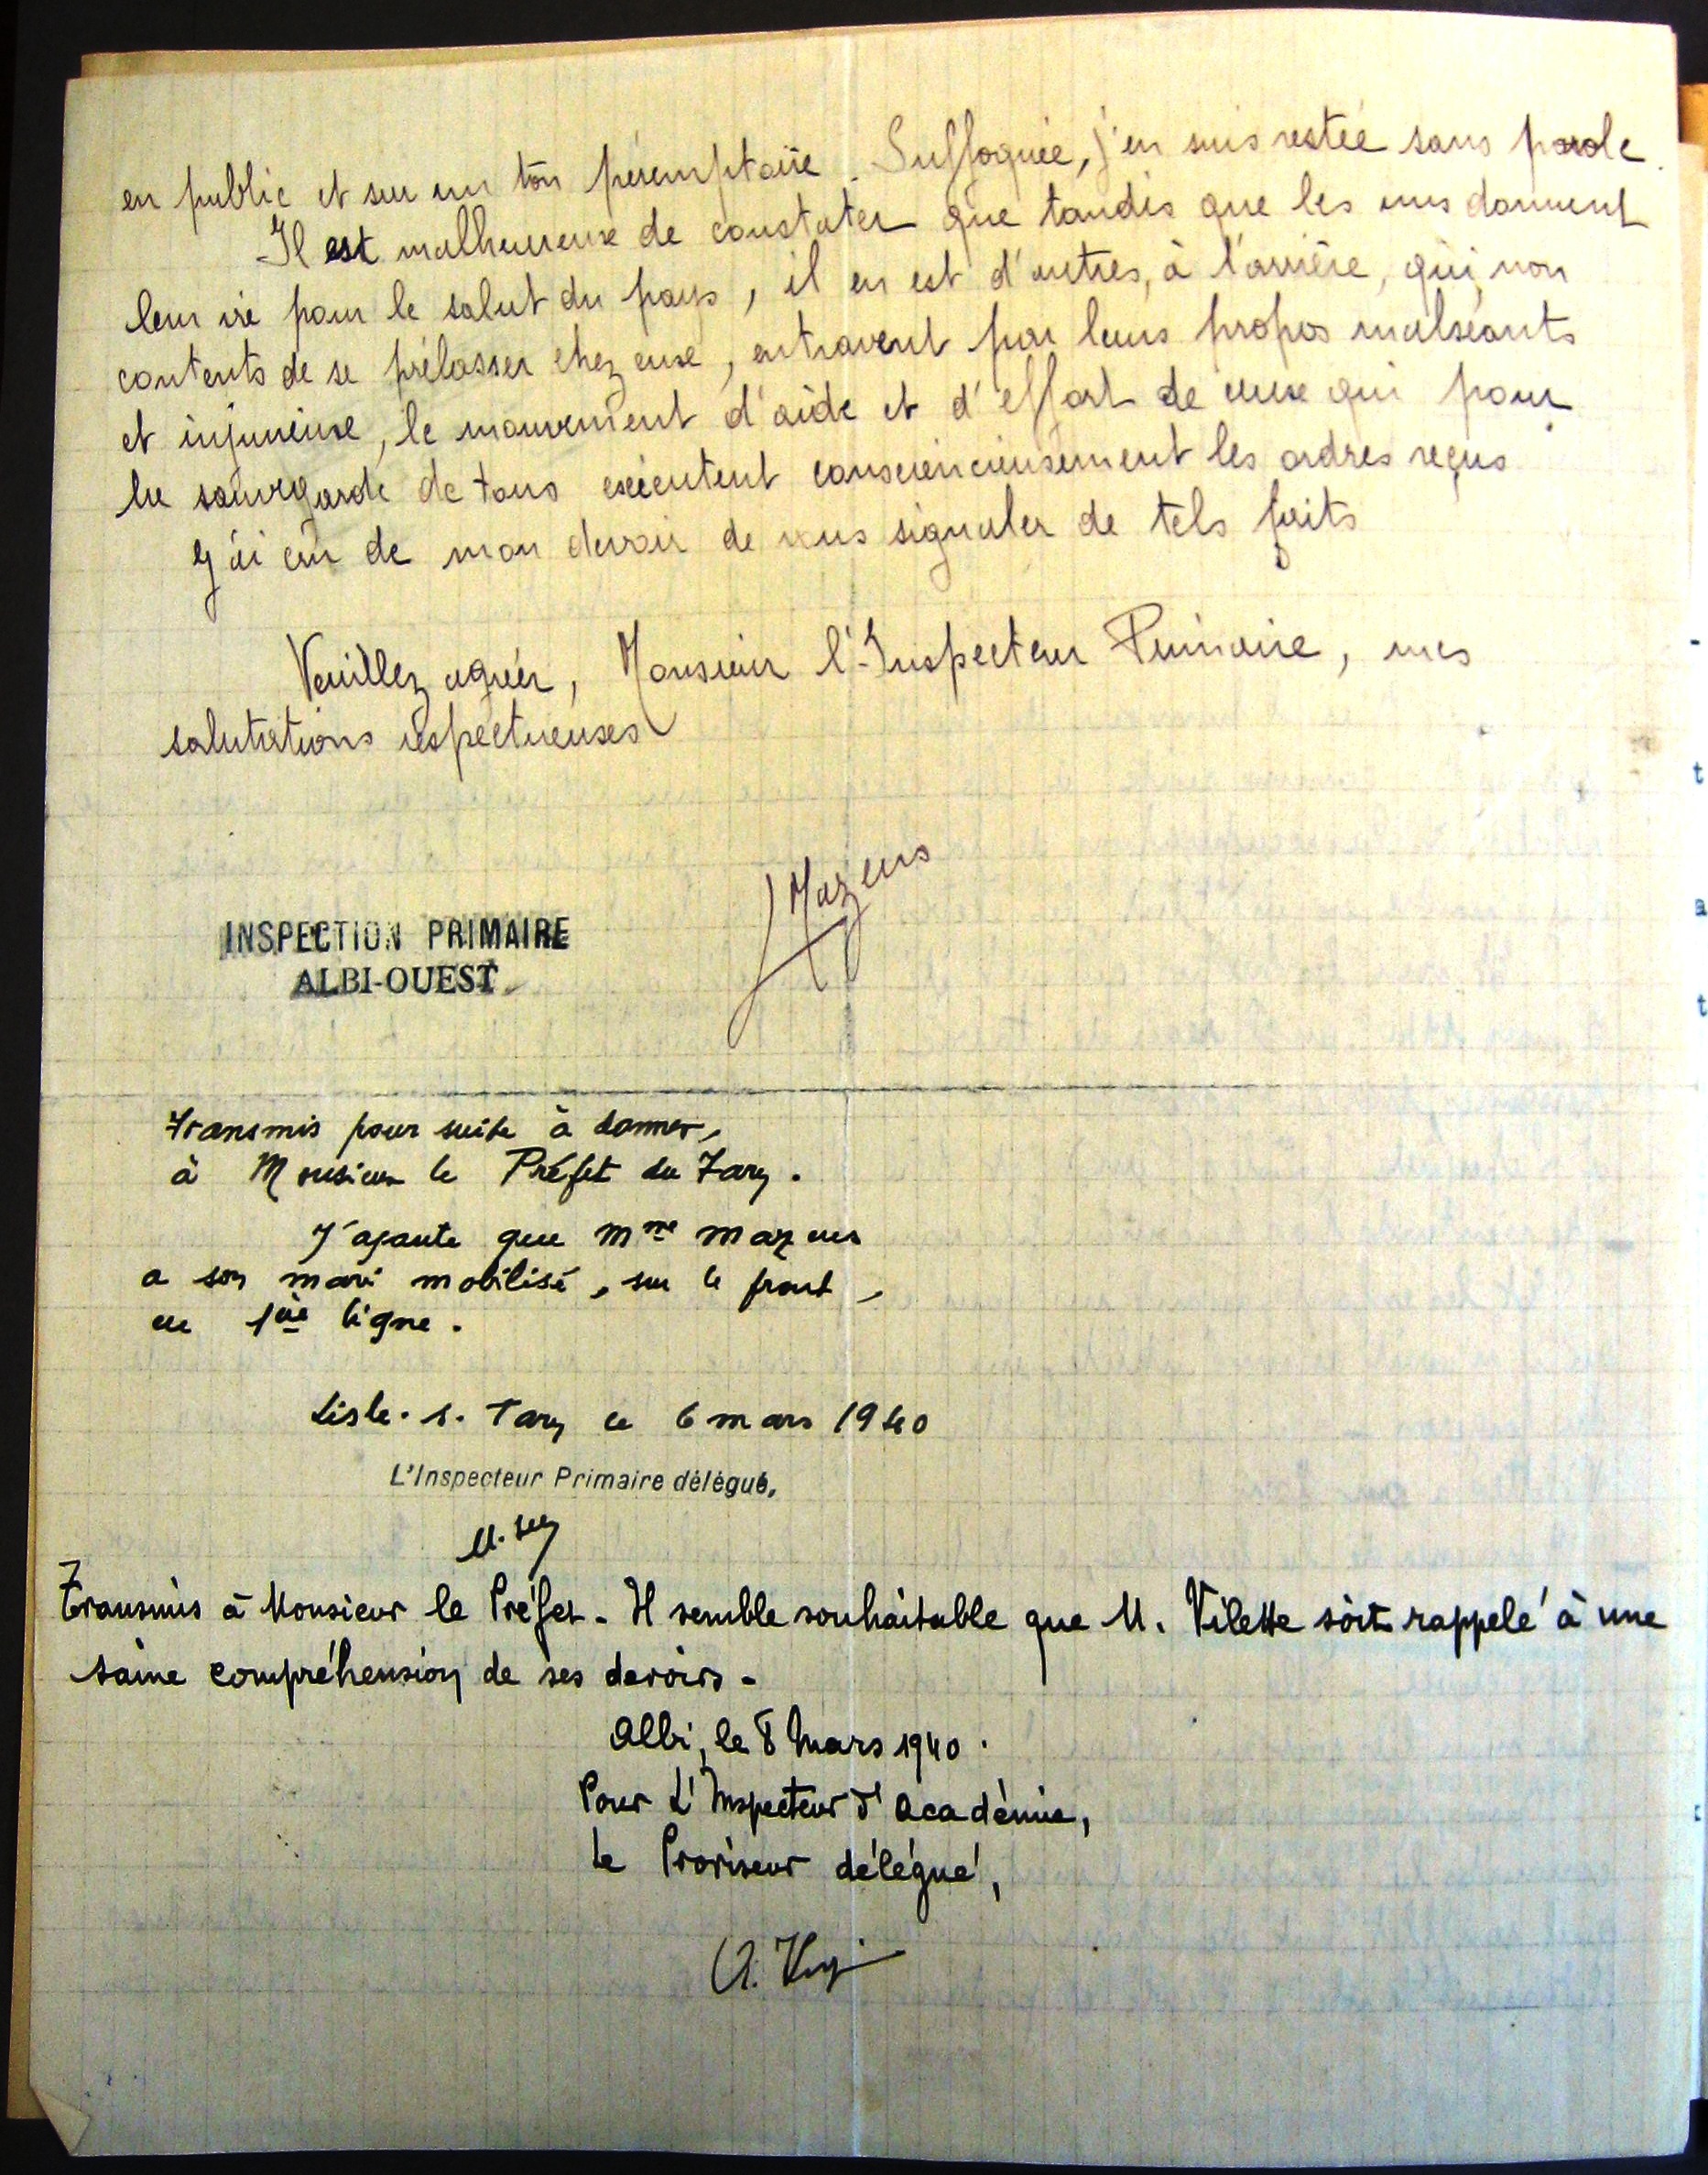 en public et sur un ton péremptoire. Suffoquée, j'en suis restée sans parole.
Il est malheureux de constater que tandis que les uns donnent
leur vie pour le salut du pays, il en est d'autres, à l'arrière, qui, non
contents de se prélasser chez eux, entravent par leurs propos malséants
et injurieux, le mouvement d'aide et d'effort de ceux qui pour
la sauvegarde de tous exécutent consciencieusement les ordres reçus
J'ai cru de mon devoir de vous signaler de tels faits
Veuillez agréer, Monsieur l'Inspecteur Primaire, mes
salutations respectueuses
Mazens
INSPECTION PRIMAIRE
ALBI-OUEST
Transmis pour suite à donner,
à Monsieur le Préfet du Tarn.
J'ajoute que Mme Mazens
a son mari mobilisé, sur le front,
en 1ère ligne.
Lisle-s-Tarn ce 6 mars 1940
L'Inspecteur Primaire délégué,
Transmis à Monsieur le Préfet - Il semble souhaitable que M. Vilette soit rappelé à une
saine compréhension de ses devoirs -
Albi, le 8 Mars 1940.
Pour L'Inspecteur d'Académie,
Le Proviseur délégué,